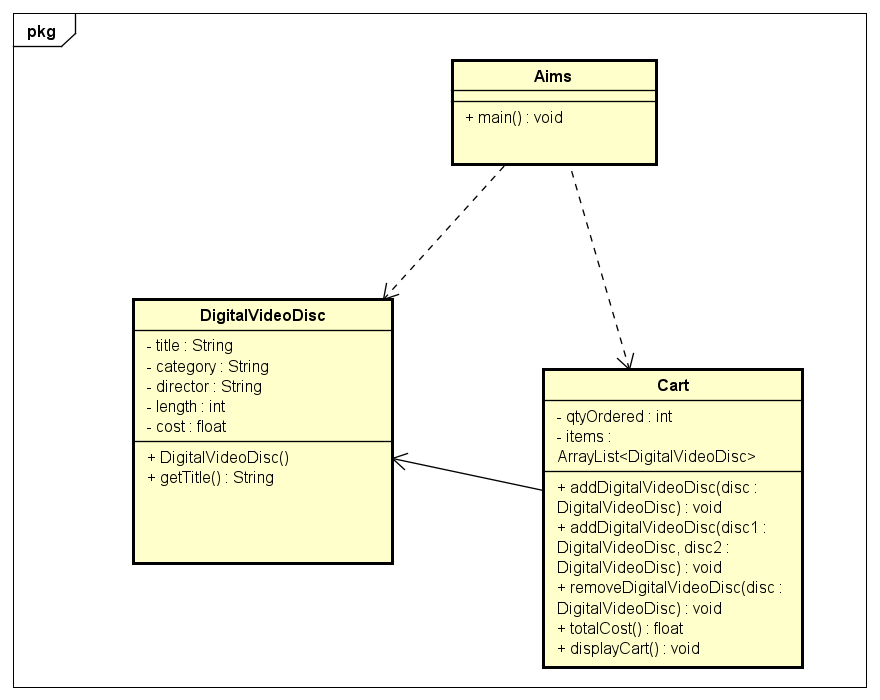 pkg
Aims
+ main() : void
DigitalVideoDisc
- title : String
- category : String
- director : String
- length : int
- cost : float
+ DigitalVideoDisc()
+ getTitle() : String
Cart
- qtyOrdered : int
- items :
ArrayList<DigitalVideoDisc>
+ addDigitalVideoDisc(disc :
DigitalVideoDisc) : void
+ addDigitalVideoDisc(disc1 :
DigitalVideoDisc, disc2 :
DigitalVideoDisc) : void
+ removeDigitalVideoDisc(disc :
DigitalVideoDisc) : void
+ totalCost() : float
+ displayCart() : void